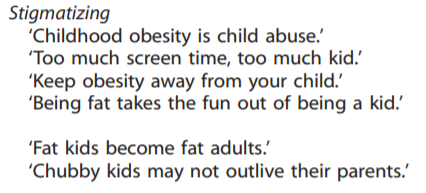 Stigmatizing
‘Childhood obesity is child abuse.’
‘Too much screen time, too much kid.’
‘Keep obesity away from your child.’
‘Being fat takes the fun out of being a kid.’
‘Fat kids become fat adults.’
‘Chubby kids may not outlive their parents.’